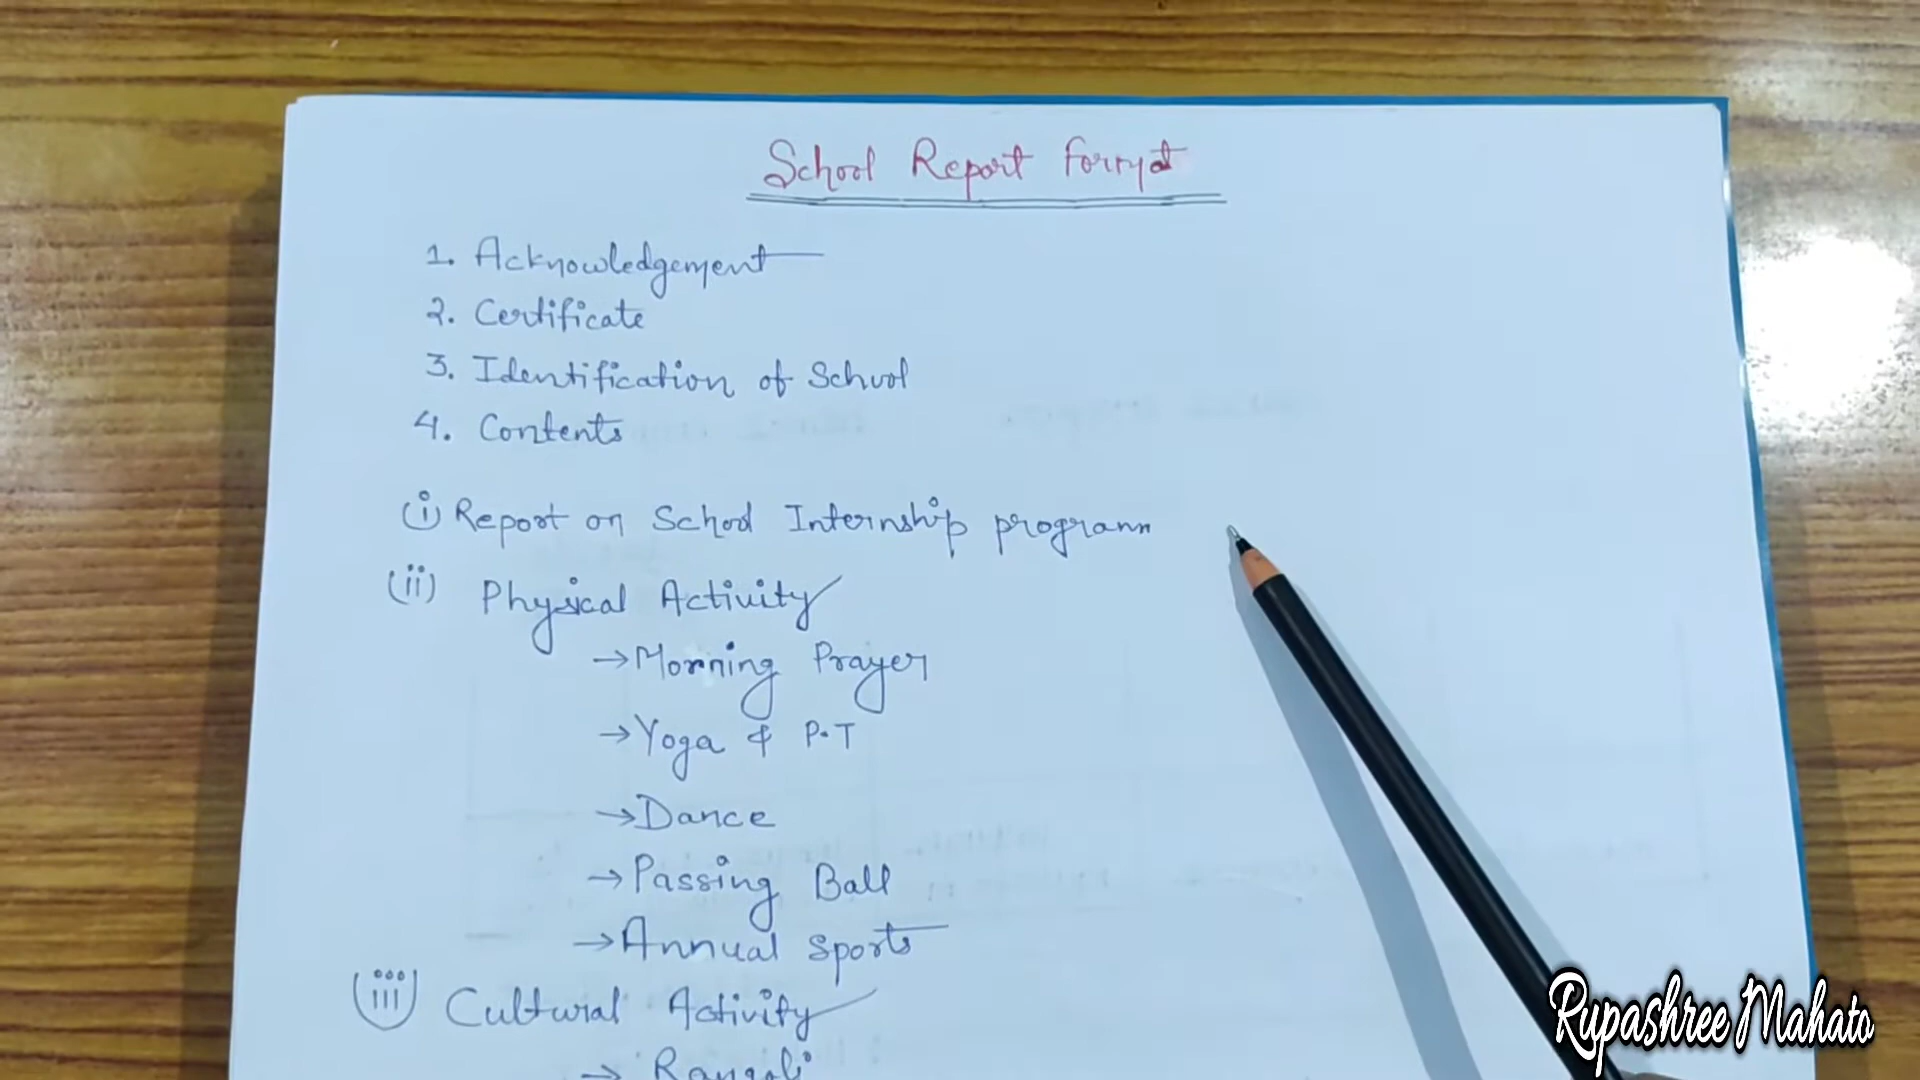 School Report Format
1. Acknowledgement
2. Certificate
3. Identification of School
4. Contents
(i) Report on School Internship programm
(ii) Physical Activity
→ Morning Prayer
→ Yoga & P.T
→ Dance
→ Passing Ball
→ Annual sports
(iii) Cultural Activity
→ Rangoli
Rupashree Mahato